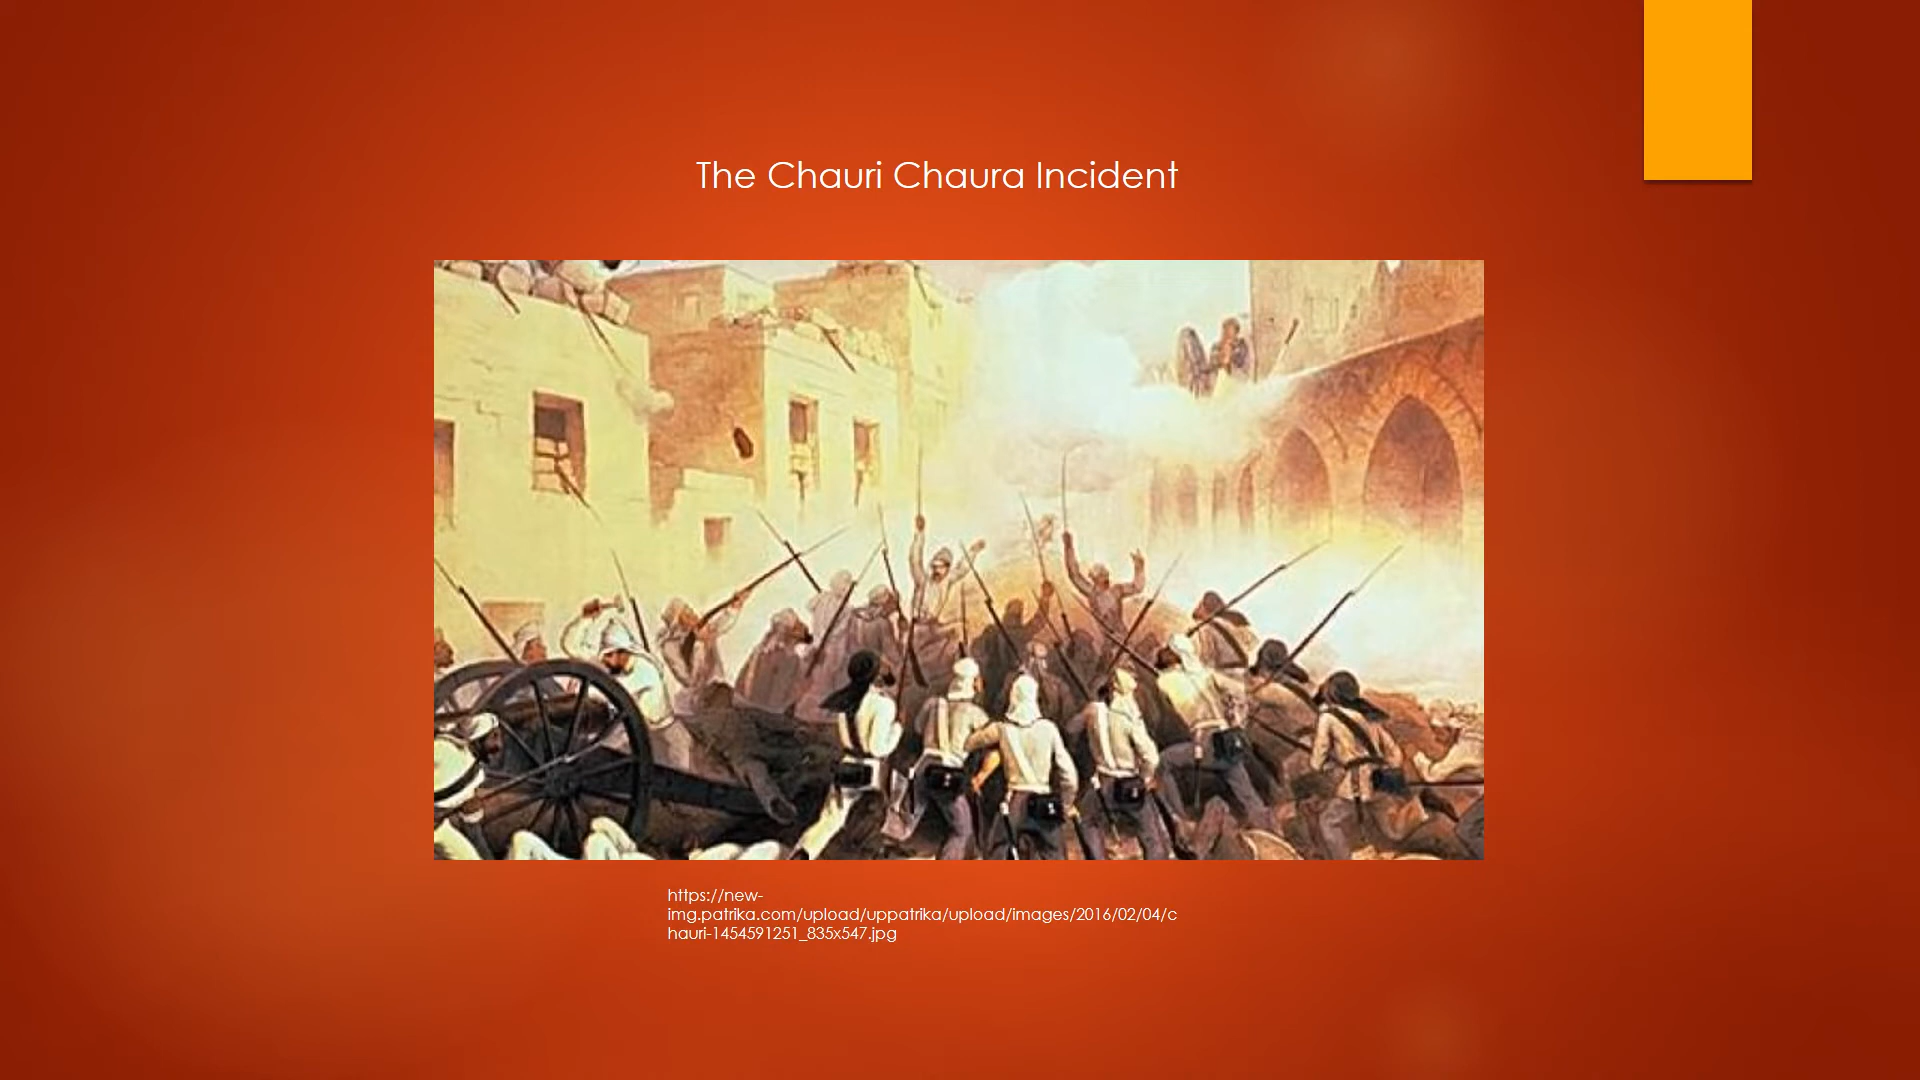 The Chauri Chaura Incident
https://new-
img.patrika.com/upload/uppatrika/upload/images/2016/02/04/c
hauri-1454591251_835x547.jpg